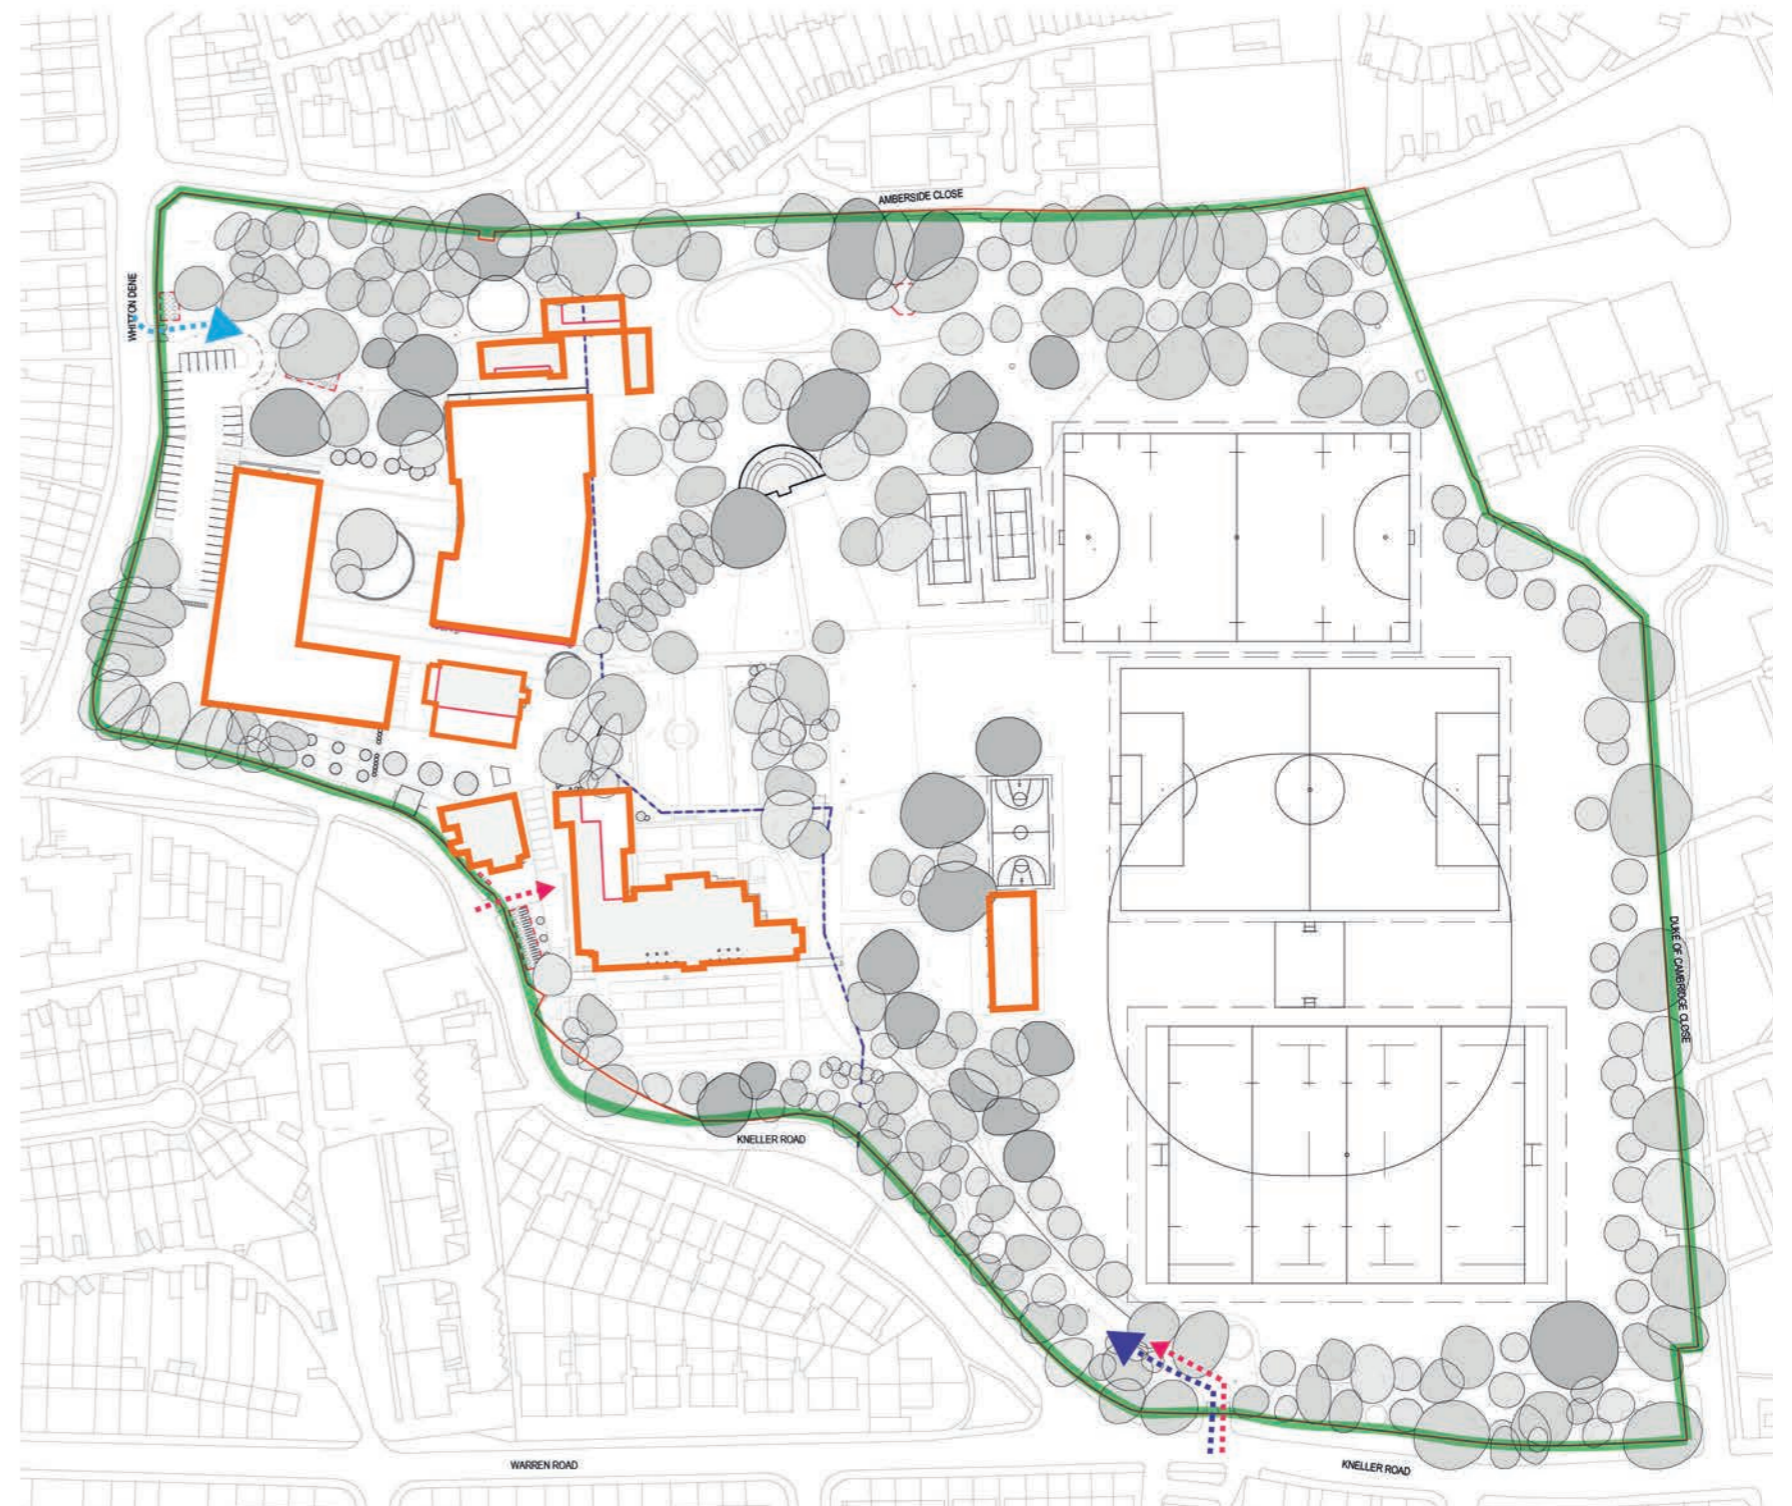 AMBERSIDE CLOSE
WHITTON DENE
DUKE OF CAMBRIDGE CLOSE
KNELLER ROAD
WARREN ROAD
KNELLER ROAD